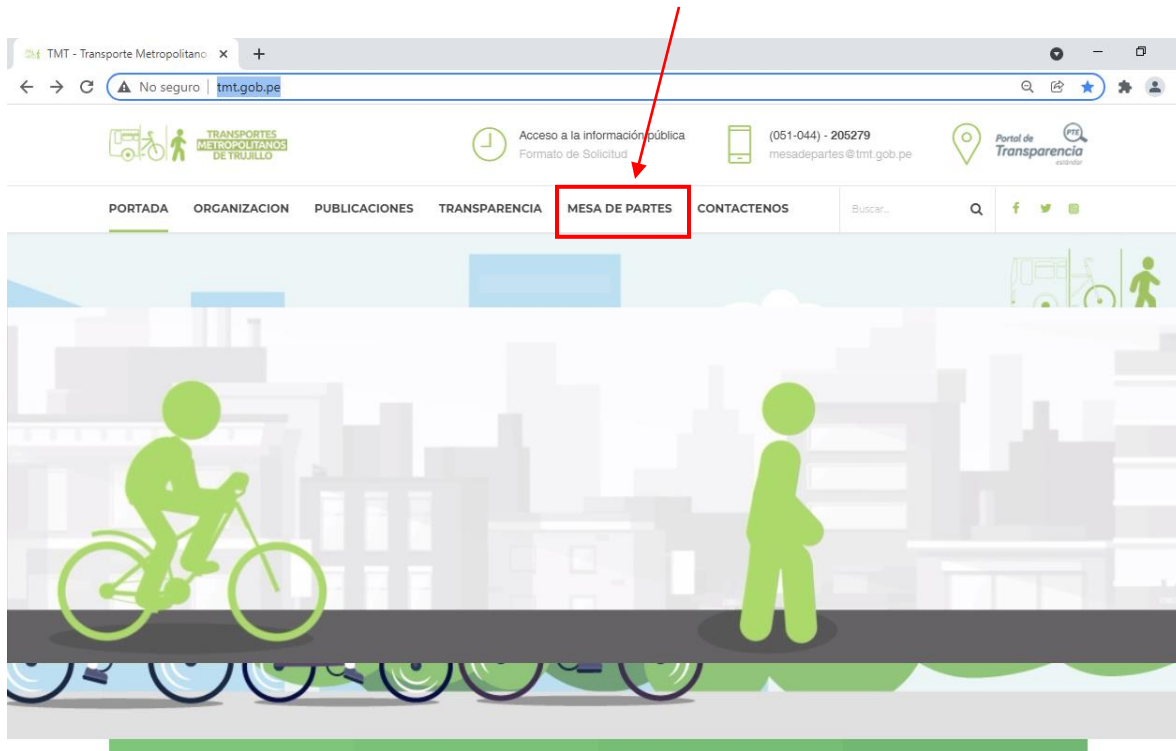 TMT - Transporte Metropolitano
No seguro | tmt.gob.pe
TRANSPORTES
METROPOLITANOS
DE TRUJILLO
Acceso a la información pública
Formato de Solicitud
(051-044) - 205279
mesadepartes@tmt.gob.pe
Portal de
Transparencia
estándar
PTE
PORTADA
ORGANIZACION
PUBLICACIONES
TRANSPARENCIA
MESA DE PARTES
CONTACTENOS
Buscar...